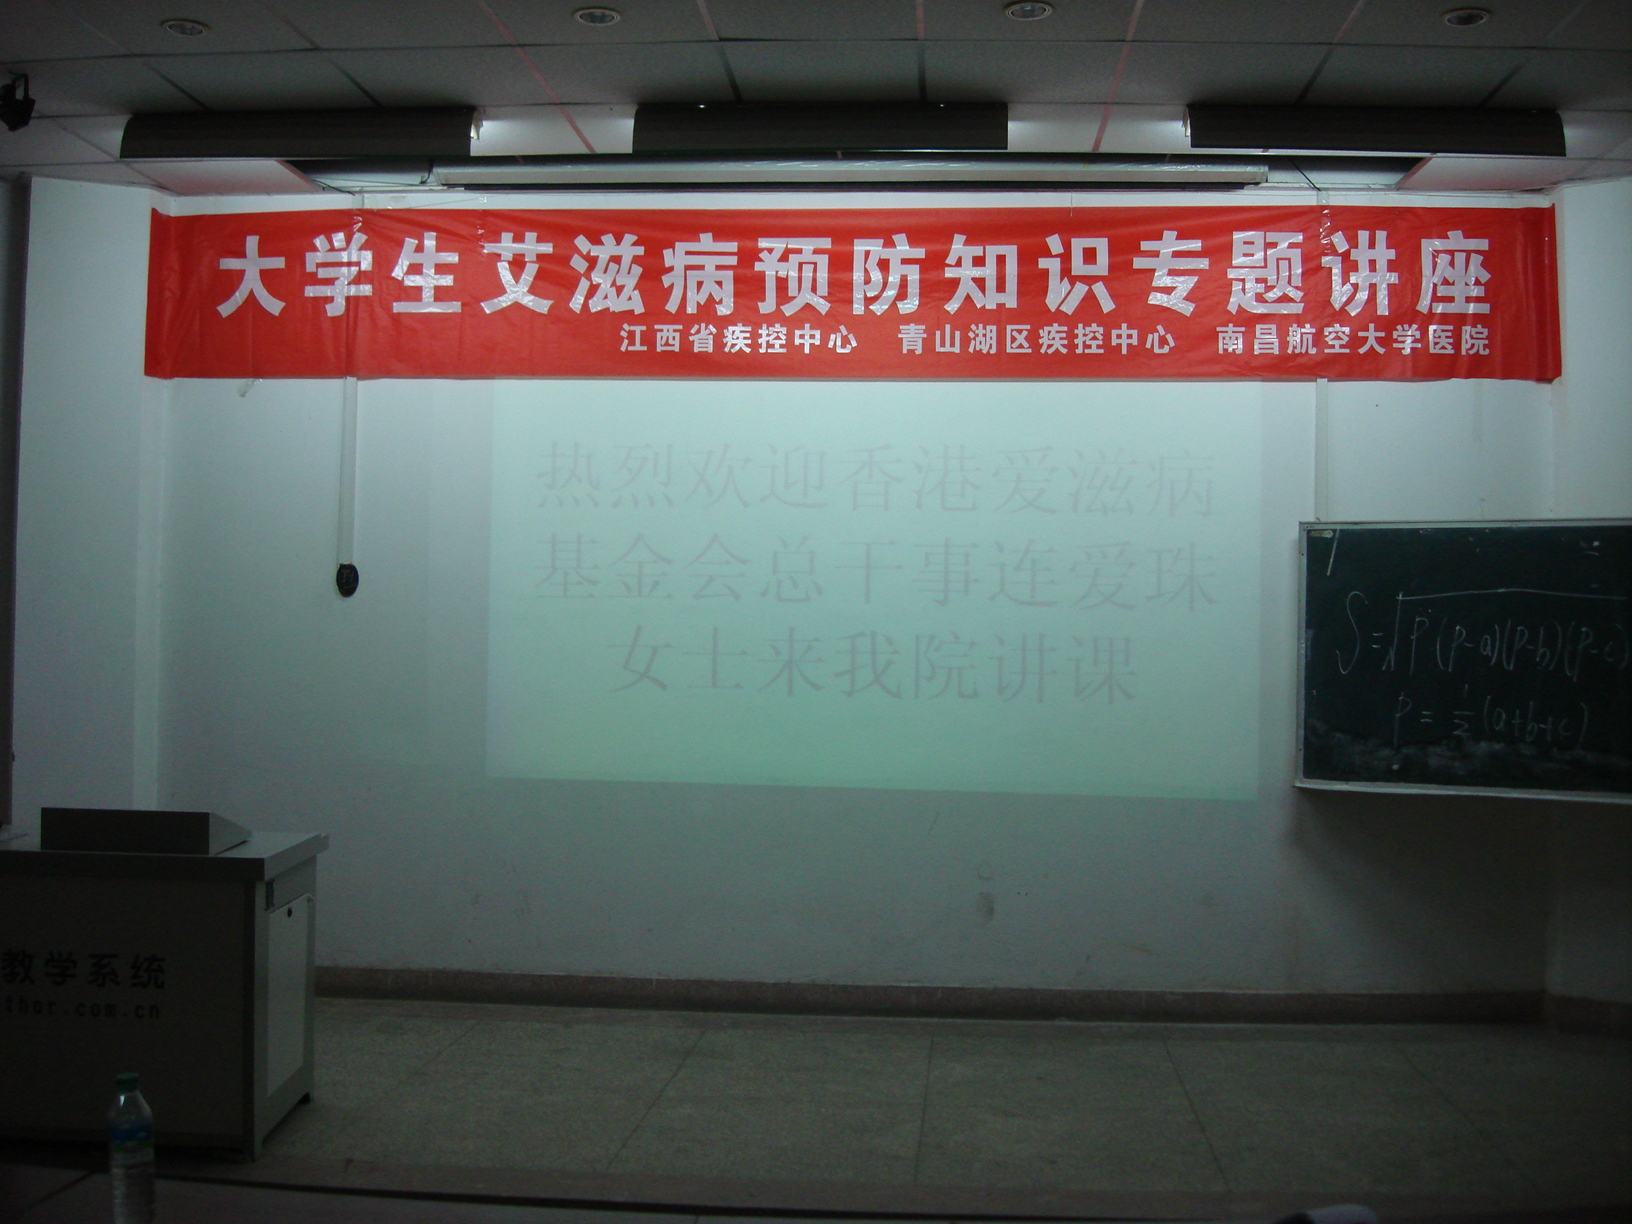 大学生艾滋病预防知识专题讲座
江西省疾控中心 青山湖区疾控中心 南昌航空大学医院
热烈欢迎香港爱滋病
基金会总干事连爱珠
女士来我院讲课
S=√P(P-a)(P-b)(P-c)
P=½(a+b+c)
教学系统
thor.com.cn